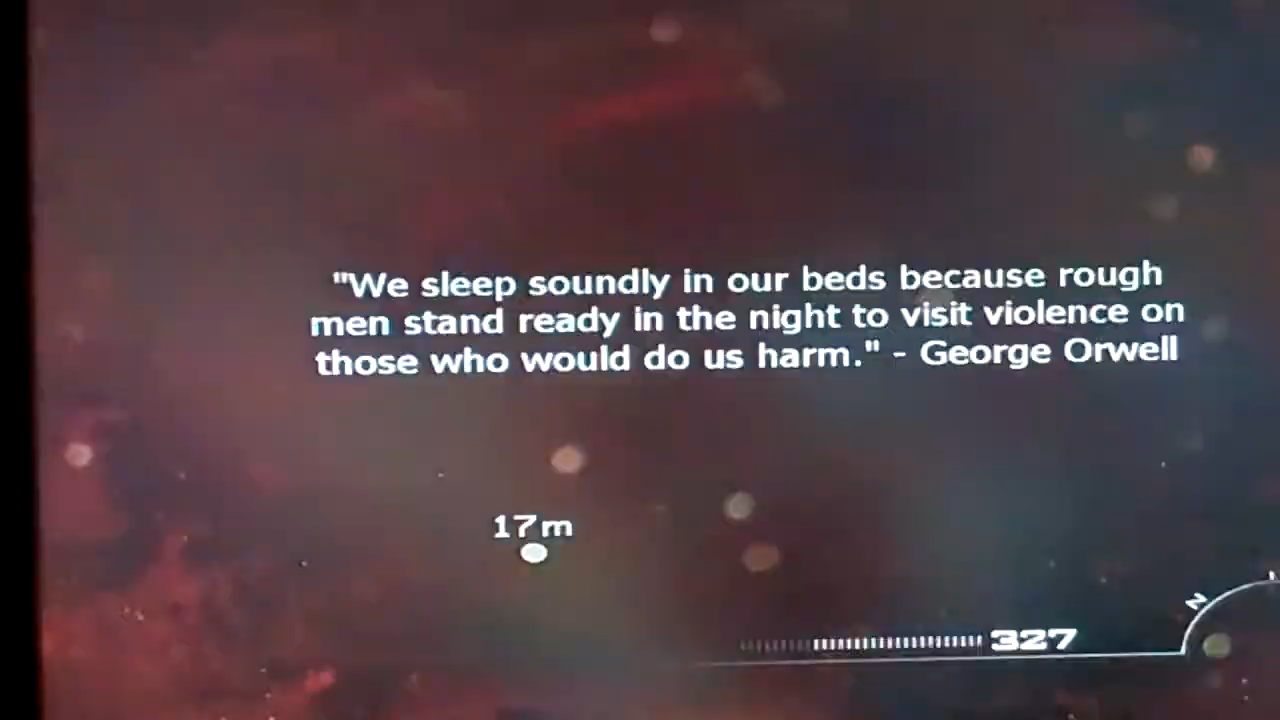 "We sleep soundly in our beds because rough
men stand ready in the night to visit violence on
those who would do us harm." - George Orwell
17m
327
N